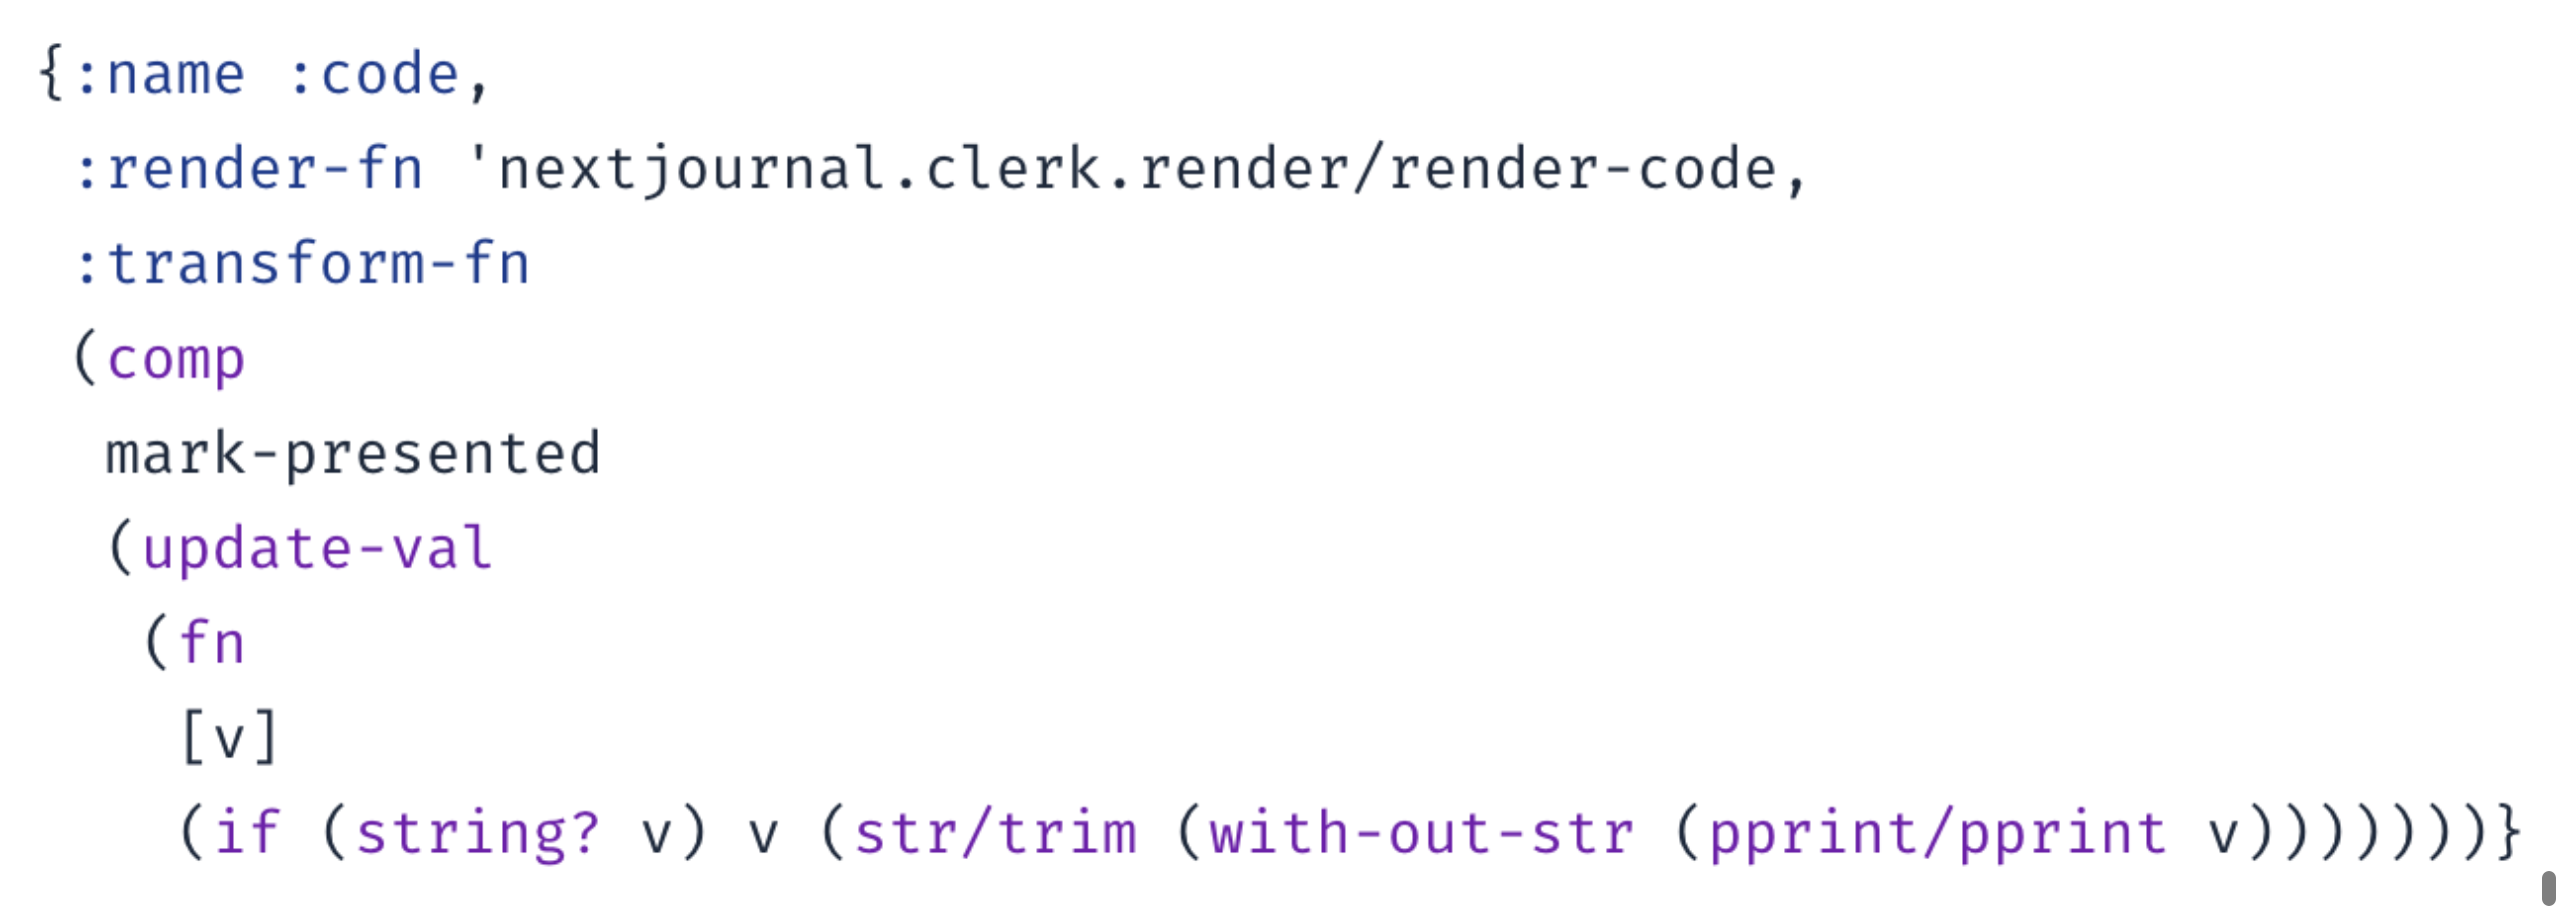 {:name :code,
 :render-fn 'nextjournal.clerk.render/render-code,
 :transform-fn
 (comp
  mark-presented
  (update-val
   (fn
    [v]
    (if (string? v) v (str/trim (with-out-str (pprint/pprint v)))))))}